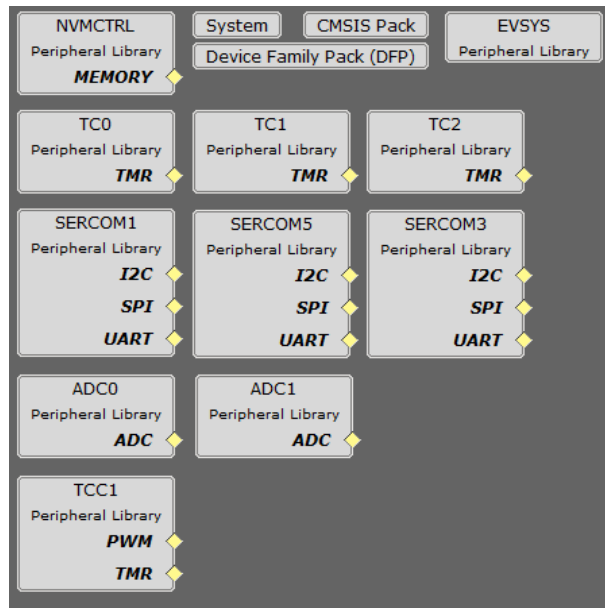 NVMCTRL
Peripheral Library
MEMORY
System
CMSIS Pack
Device Family Pack (DFP)
EVSYS
Peripheral Library
TC0
Peripheral Library
TMR
TC1
Peripheral Library
TMR
TC2
Peripheral Library
TMR
SERCOM1
Peripheral Library
I2C
SPI
UART
SERCOM5
Peripheral Library
I2C
SPI
UART
SERCOM3
Peripheral Library
I2C
SPI
UART
ADC0
Peripheral Library
ADC
ADC1
Peripheral Library
ADC
TCC1
Peripheral Library
PWM
TMR